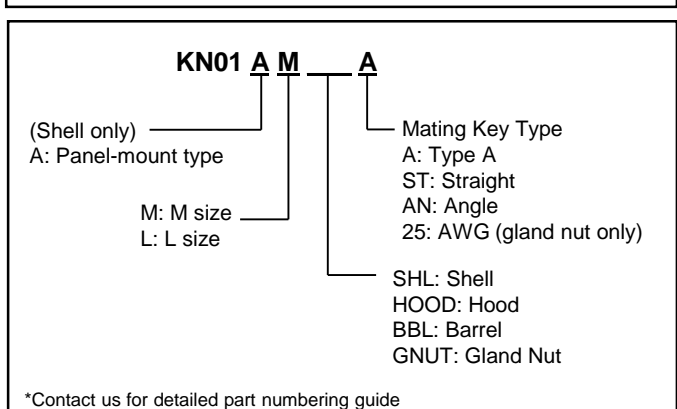 KN01 A M ___ A
(Shell only)
A: Panel-mount type
M: M size
L: L size
Mating Key Type
A: Type A
ST: Straight
AN: Angle
25: AWG (gland nut only)
SHL: Shell
HOOD: Hood
BBL: Barrel
GNUT: Gland Nut
*Contact us for detailed part numbering guide